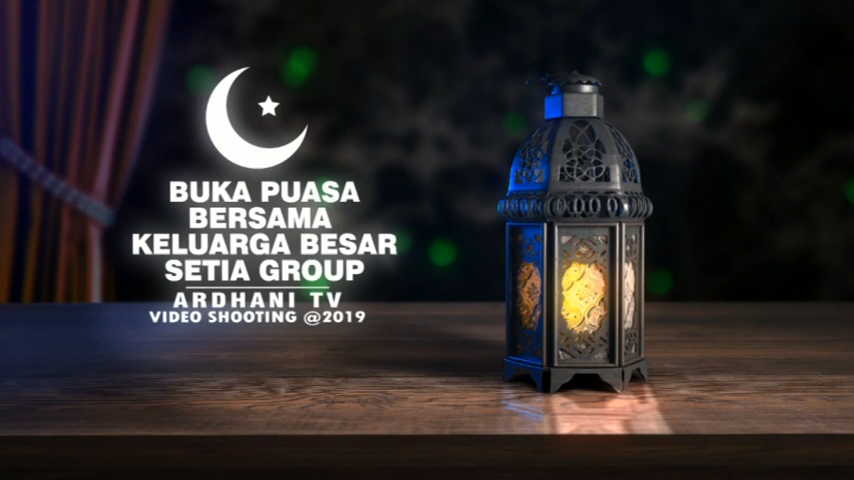 BUKA PUASA
BERSAMA
KELUARGA BESAR
SETIA GROUP
ARDHANI TV
VIDEO SHOOTING @2019